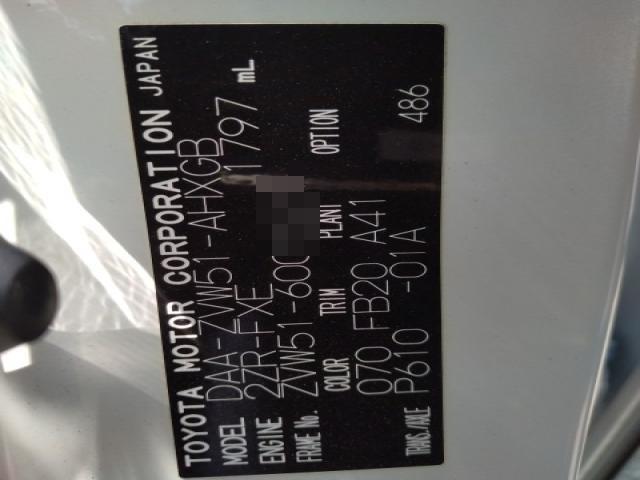 TOYOTA MOTOR CORPORATION JAPAN
MODEL DAA-ZVW51-AHXGB
ENGINE 2ZR-FXE 1797 mL
FRAME No. ZVW51-600
COLOR TRIM PLANT OPTION
070 FB20 A41
TRANS/AXLE P610 -01A 486